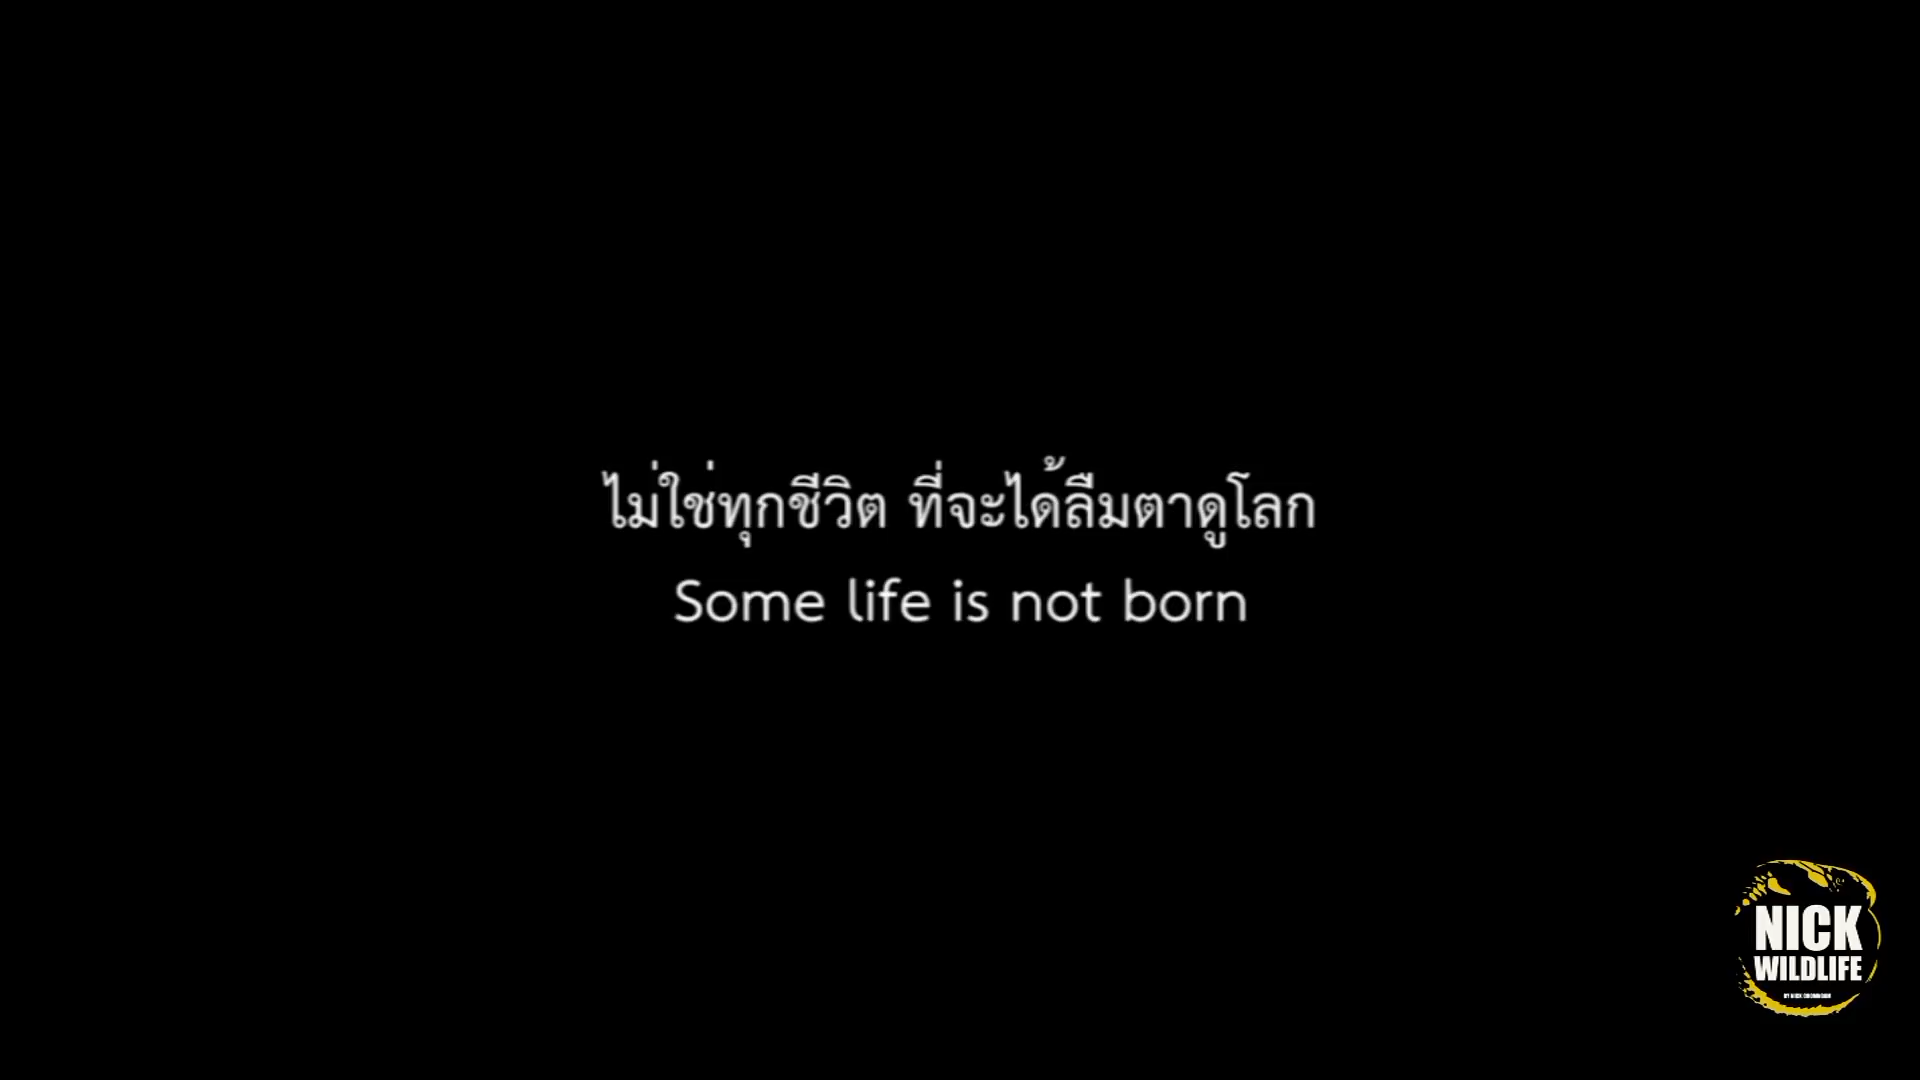 ไม่ใช่ทุกชีวิต ที่จะได้ลืมตาดูโลก
Some life is not born
NICK
WILDLIFE